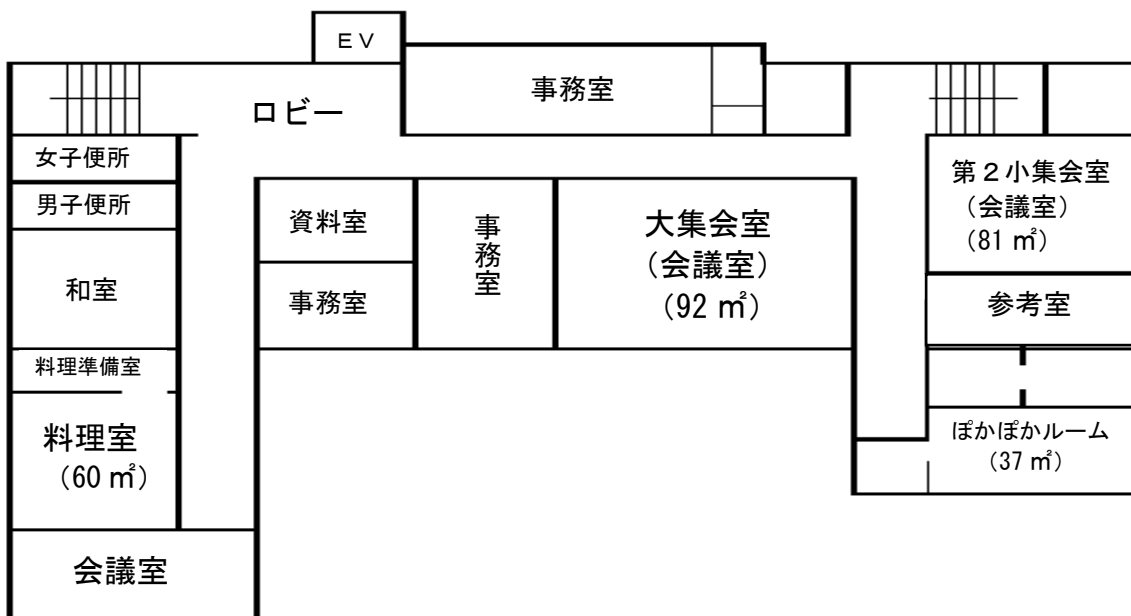 ＥＶ
事務室
ロビー
女子便所
男子便所
和室
料理準備室
料理室
（60 ㎡）
会議室
資料室
事務室
事務室
大集会室
（会議室）
（92 ㎡）
第２小集会室
（会議室）
（81 ㎡）
参考室
ぽかぽかルーム
（37 ㎡）